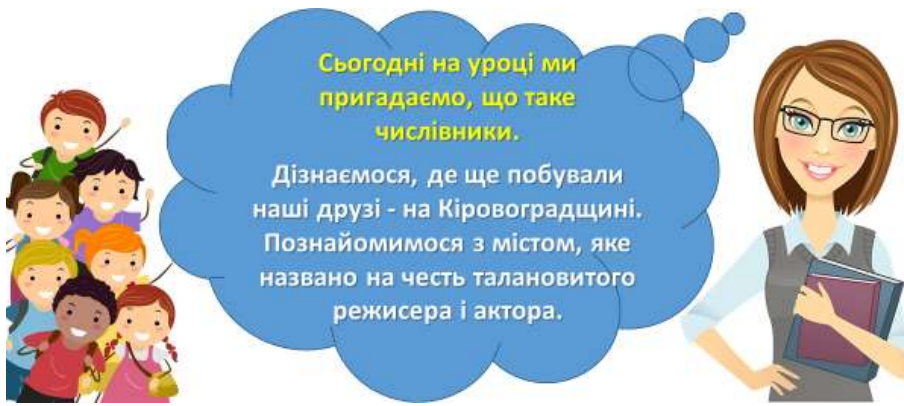 Сьогодні на уроці ми
пригадаємо, що таке
числівники.
Дізнаємося, де ще побували
наші друзі - на Кіровоградщині.
Познайомимося з містом, яке
названо на честь талановитого
режисера і актора.